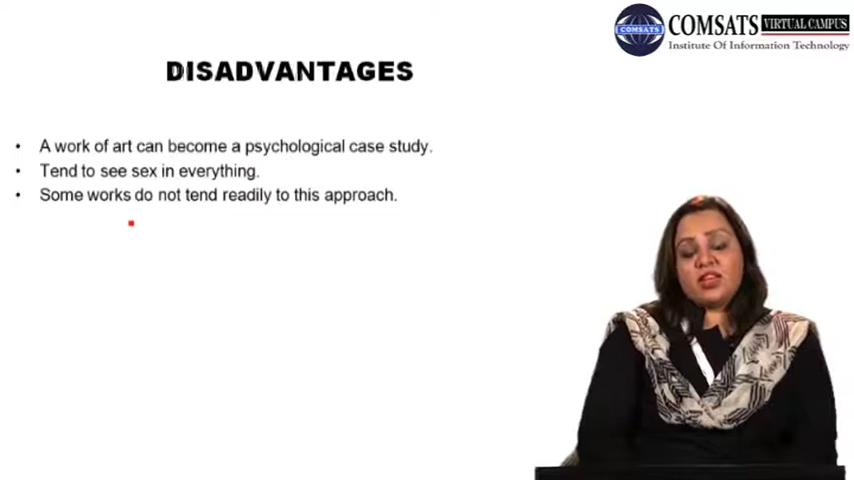 COMSATS VIRTUAL CAMPUS
COMSATS
Institute Of Information Technology
DISADVANTAGES
• A work of art can become a psychological case study.
• Tend to see sex in everything.
• Some works do not tend readily to this approach.